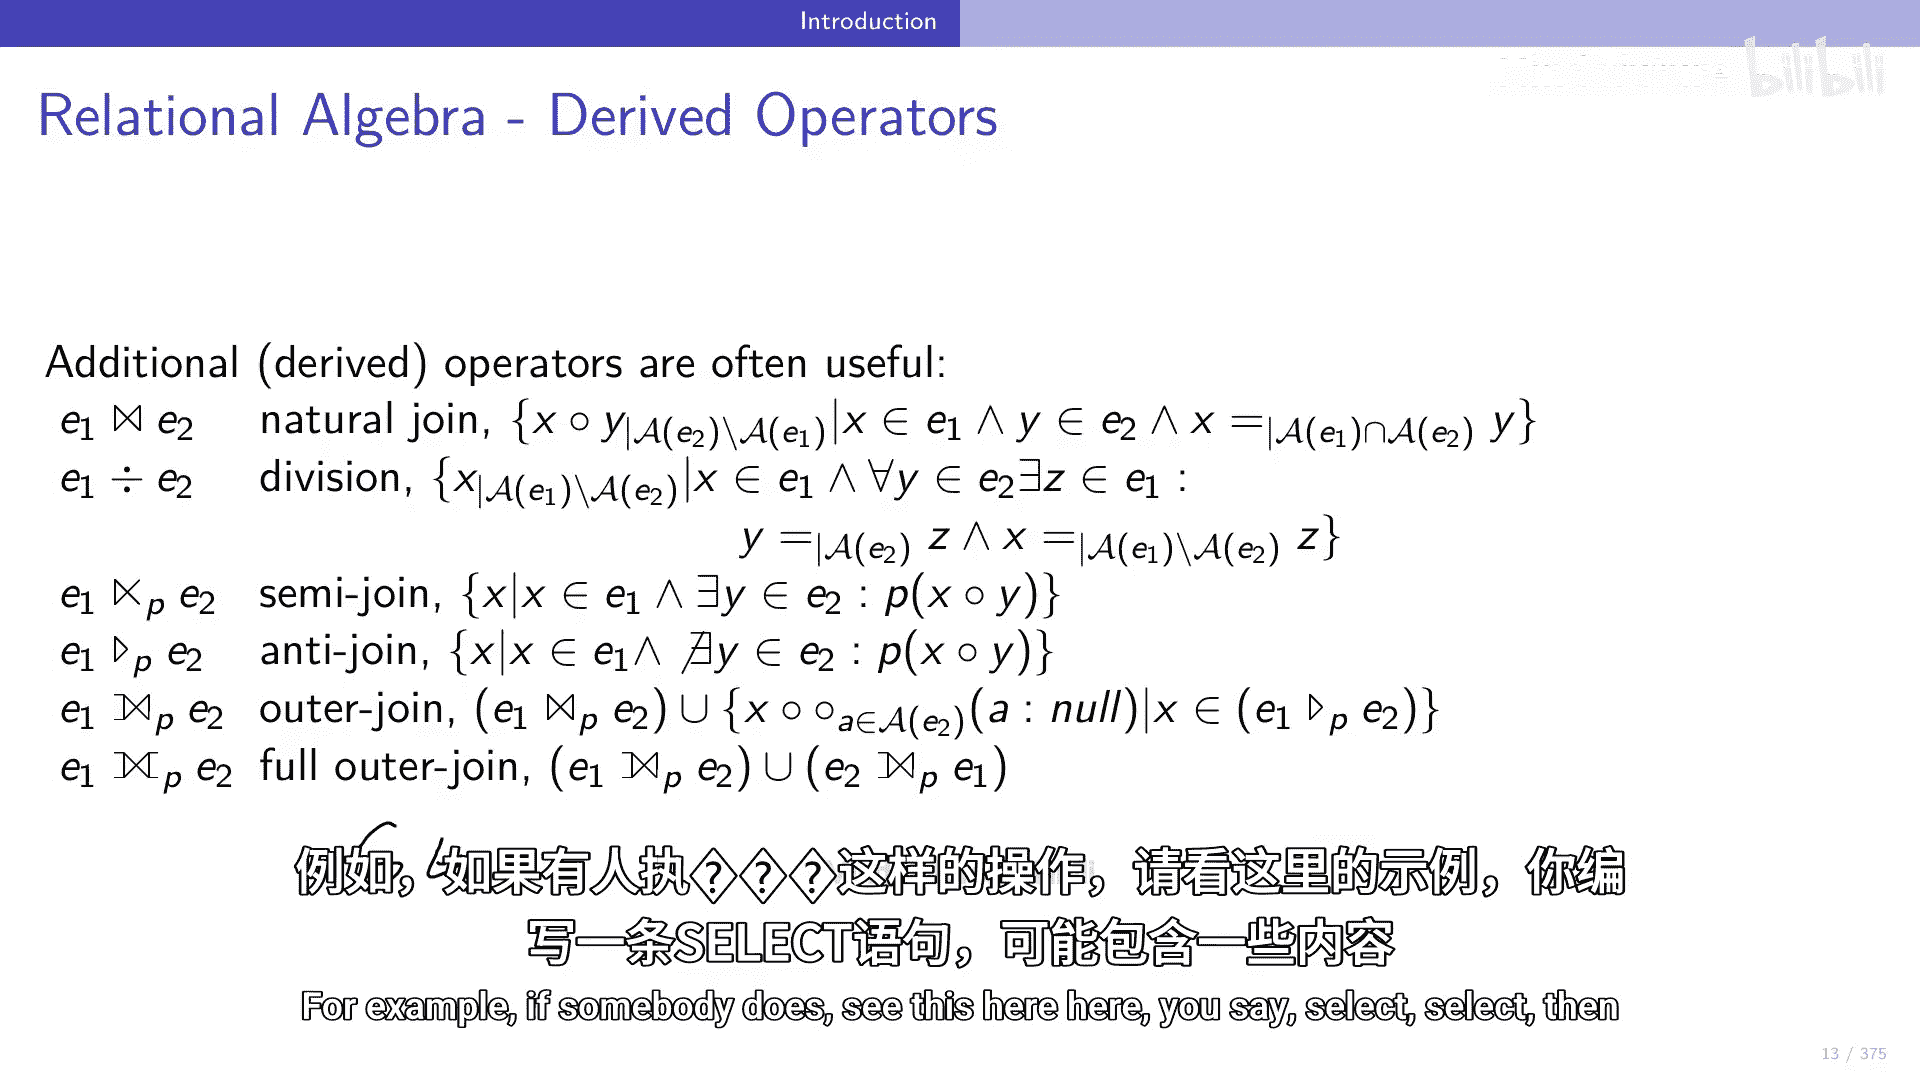 Introduction
bilibili
Relational Algebra - Derived Operators
Additional (derived) operators are often useful:
e₁ ⋈ e₂ natural join, {x ∘ y|𝒜(e₂)\𝒜(e₁)|x ∈ e₁ ∧ y ∈ e₂ ∧ x =|𝒜(e₁)∩𝒜(e₂) y}
e₁ ÷ e₂ division, {x|𝒜(e₁)\𝒜(e₂)|x ∈ e₁ ∧ ∀y ∈ e₂∃z ∈ e₁ :
y =|𝒜(e₂) z ∧ x =|𝒜(e₁)\𝒜(e₂) z}
e₁ ⋉ₚ e₂ semi-join, {x|x ∈ e₁ ∧ ∃y ∈ e₂ : p(x ∘ y)}
e₁ ▷ₚ e₂ anti-join, {x|x ∈ e₁∧ ∄y ∈ e₂ : p(x ∘ y)}
e₁ ⟕ₚ e₂ outer-join, (e₁ ⋈ₚ e₂) ∪ {x ∘ ∘a∈𝒜(e₂)(a : null)|x ∈ (e₁ ▷ₚ e₂)}
e₁ ⟗ₚ e₂ full outer-join, (e₁ ⟕ₚ e₂) ∪ (e₂ ⟕ₚ e₁)
例如，如果有人执���这样的操作，请看这里的示例，你编
写一条SELECT语句，可能包含一些内容
For example, if somebody does, see this here here, you say, select, select, then
13 / 375